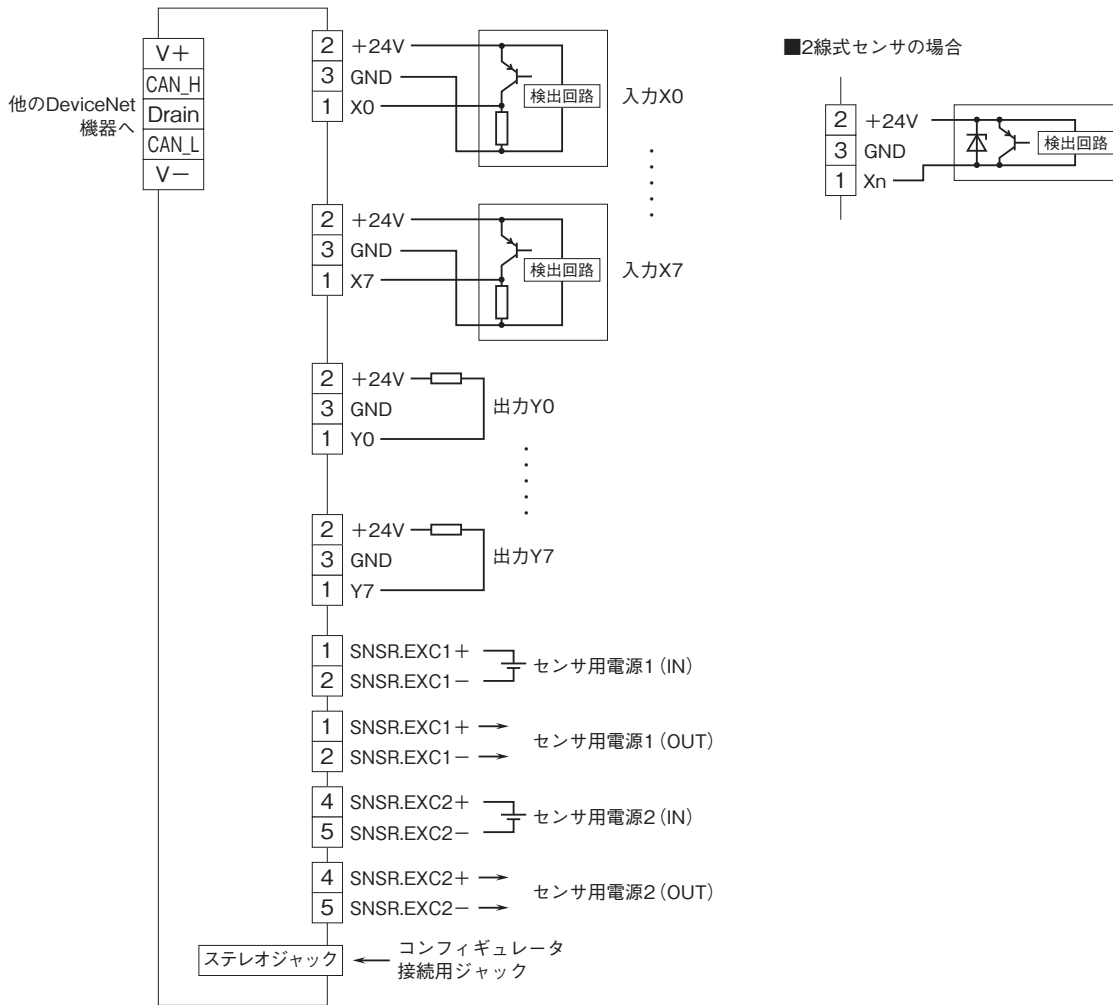 他のDeviceNet
機器へ
V+
CAN_H
Drain
CAN_L
V−
2 +24V
3 GND
1 X0
検出回路
入力X0
2 +24V
3 GND
1 X7
検出回路
入力X7
2 +24V
3 GND
1 Y0
出力Y0
2 +24V
3 GND
1 Y7
出力Y7
1 SNSR.EXC1+
2 SNSR.EXC1−
センサ用電源1(IN)
1 SNSR.EXC1+
2 SNSR.EXC1−
センサ用電源1(OUT)
4 SNSR.EXC2+
5 SNSR.EXC2−
センサ用電源2(IN)
4 SNSR.EXC2+
5 SNSR.EXC2−
センサ用電源2(OUT)
ステレオジャック
コンフィギュレータ
接続用ジャック
■2線式センサの場合
2 +24V
3 GND
1 Xn
検出回路